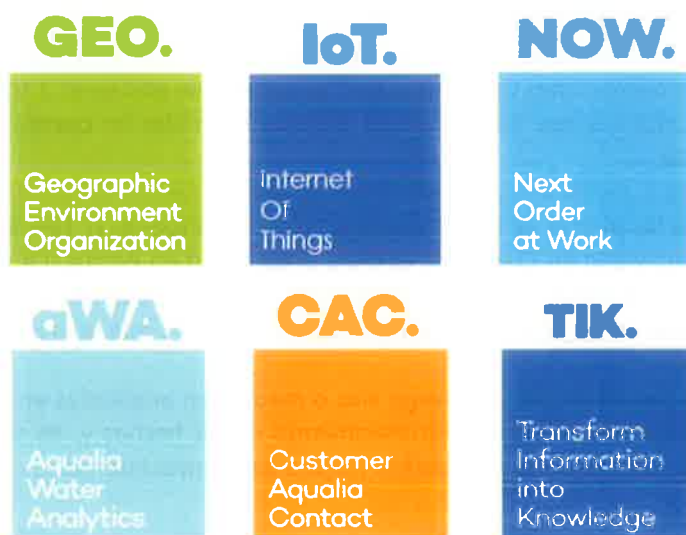 GEO. IoT. NOW.
Geographic
Environment
Organization
Internet
Of
Things
Next
Order
at Work
aWA. CAC. TIK.
Aqualia
Water
Analytics
Customer
Aqualia
Contact
Transform
Information
into
Knowledge